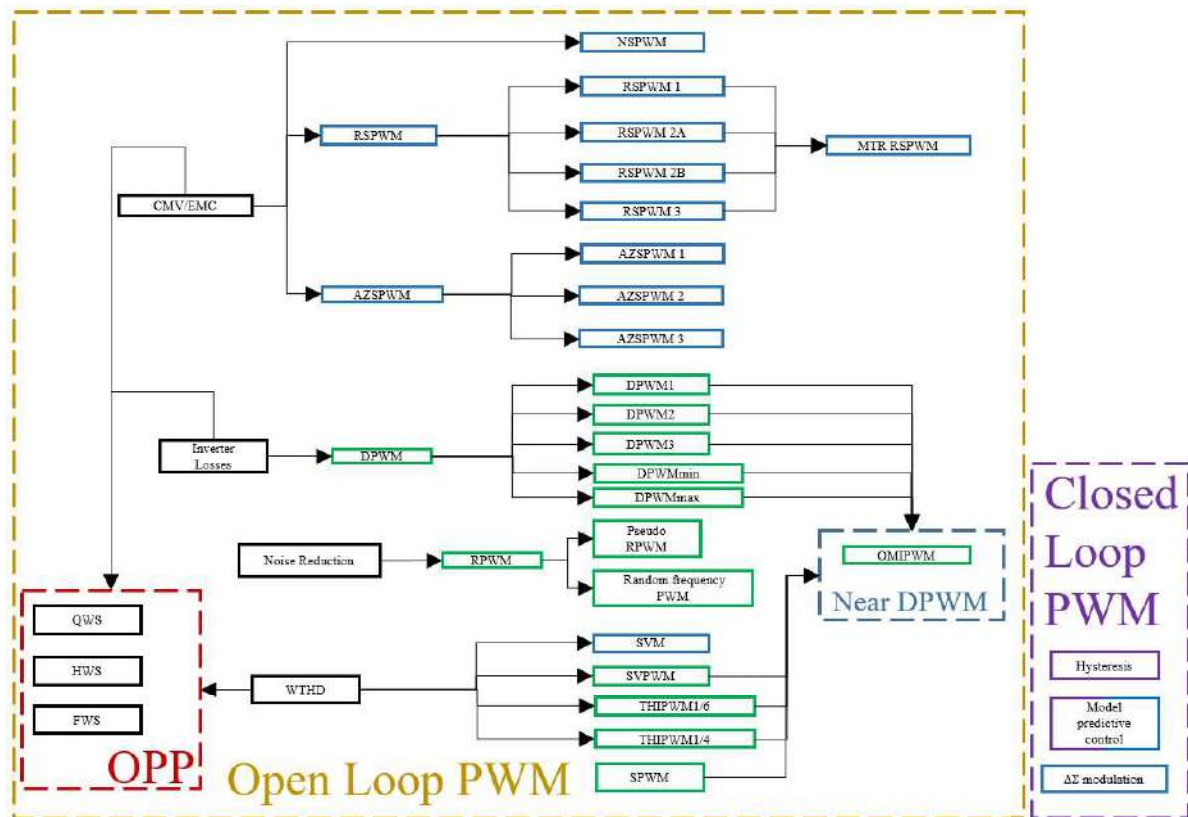 NSPWM
RSPWM 1
RSPWM
RSPWM 2A
MTR RSPWM
RSPWM 2B
CMV/EMC
RSPWM 3
AZSPWM 1
AZSPWM
AZSPWM 2
AZSPWM 3
DPWM1
DPWM2
DPWM3
Inverter
Losses
DPWM
DPWMmin
DPWMmax
Pseudo
RPWM
Noise Reduction
RPWM
Random frequency
PWM
OMIPWM
Near DPWM
QWS
HWS
FWS
OPP
WTHD
SVM
SVPWM
THIPWM1/6
THIPWM1/4
SPWM
Open Loop PWM
Closed
Loop
PWM
Hysteresis
Model
predictive
control
ΔΣ modulation